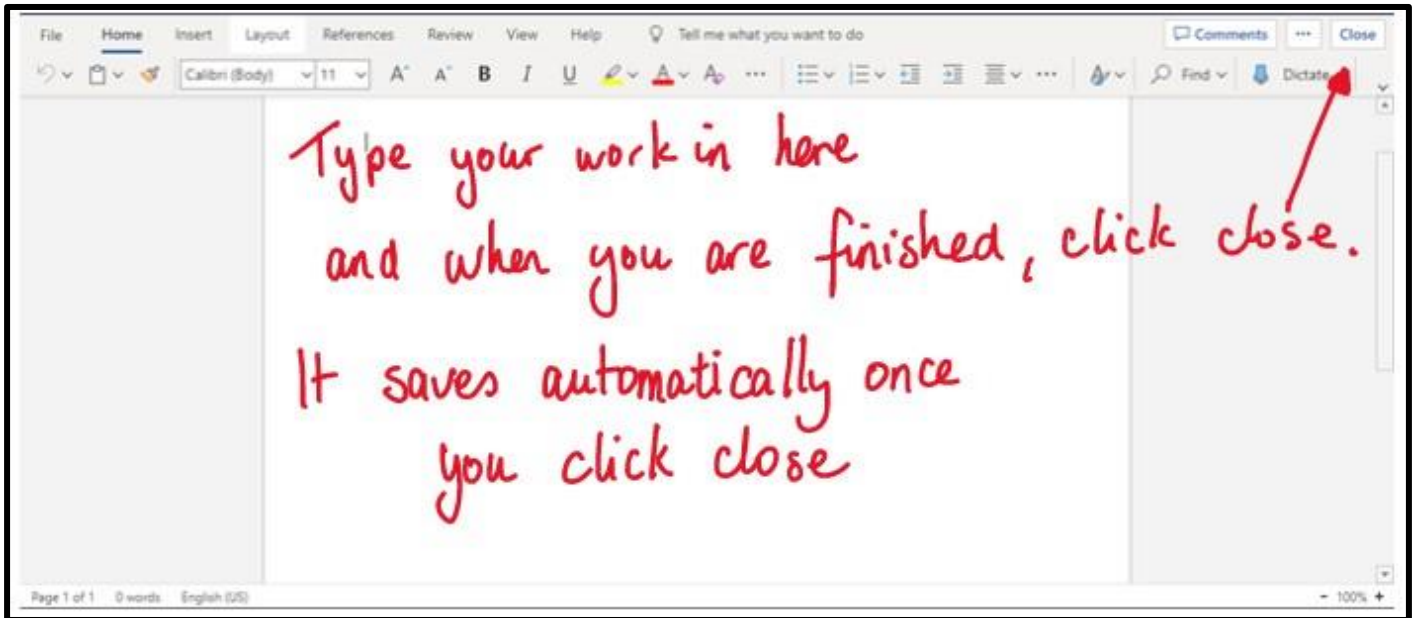 File Home Insert Layout References Review View Help Tell me what you want to do Comments ... Close
Calibri (Body) 11 A^ A˅ B I U A A ... ... A Find Dictate
Type your work in here
and when you are finished, click close.
It saves automatically once
you click close
Page 1 of 1 0 words English (US) - 100% +